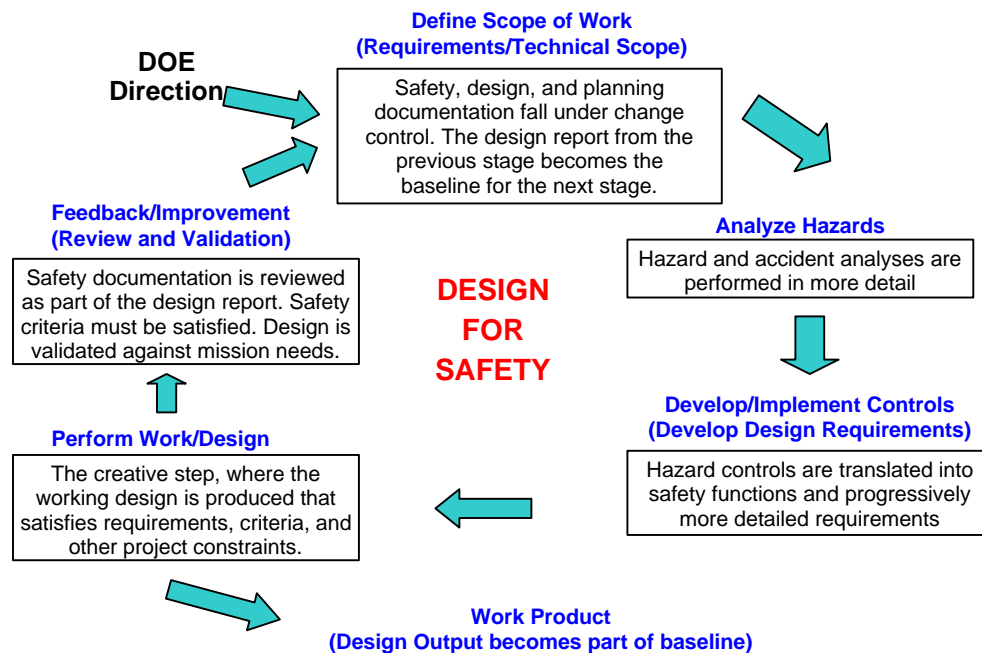 Define Scope of Work
(Requirements/Technical Scope)
DOE
Direction
Safety, design, and planning
documentation fall under change
control. The design report from the
previous stage becomes the
baseline for the next stage.
Feedback/Improvement
(Review and Validation)
Safety documentation is reviewed
as part of the design report. Safety
criteria must be satisfied. Design is
validated against mission needs.
DESIGN
FOR
SAFETY
Analyze Hazards
Hazard and accident analyses are
performed in more detail
Develop/Implement Controls
(Develop Design Requirements)
Hazard controls are translated into
safety functions and progressively
more detailed requirements
Perform Work/Design
The creative step, where the
working design is produced that
satisfies requirements, criteria, and
other project constraints.
Work Product
(Design Output becomes part of baseline)